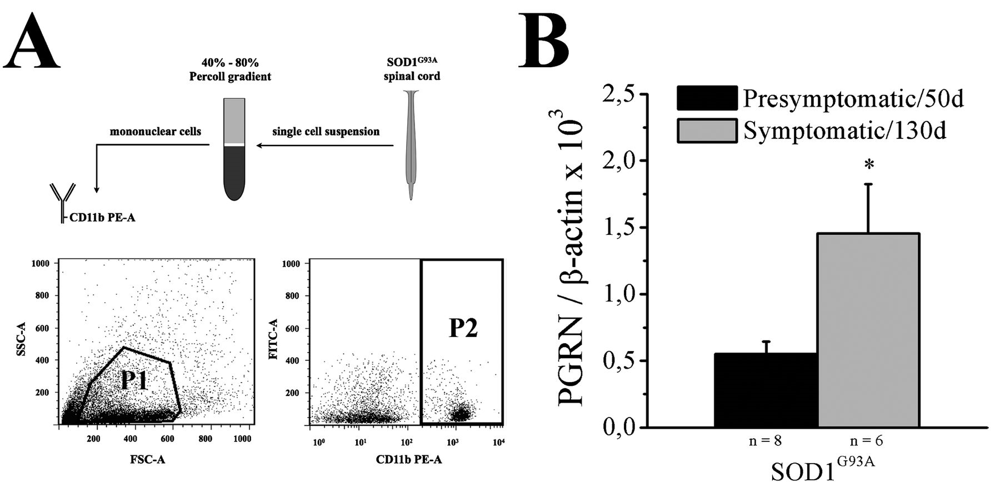 A
40% - 80%
Percoll gradient
SOD1G93A
spinal cord
mononuclear cells
single cell suspension
CD11b PE-A
1000
800
600
400
200
SSC-A
P1
200 400 600 800 1000
FSC-A
1000
800
600
400
200
FITC-A
P2
10⁰ 10¹ 10² 10³ 10⁴
CD11b PE-A
B
Presymptomatic/50d
Symptomatic/130d
PGRN / β-actin x 10³
2,5
2,0
1,5
1,0
0,5
0,0
*
n = 8 n = 6
SOD1G93A